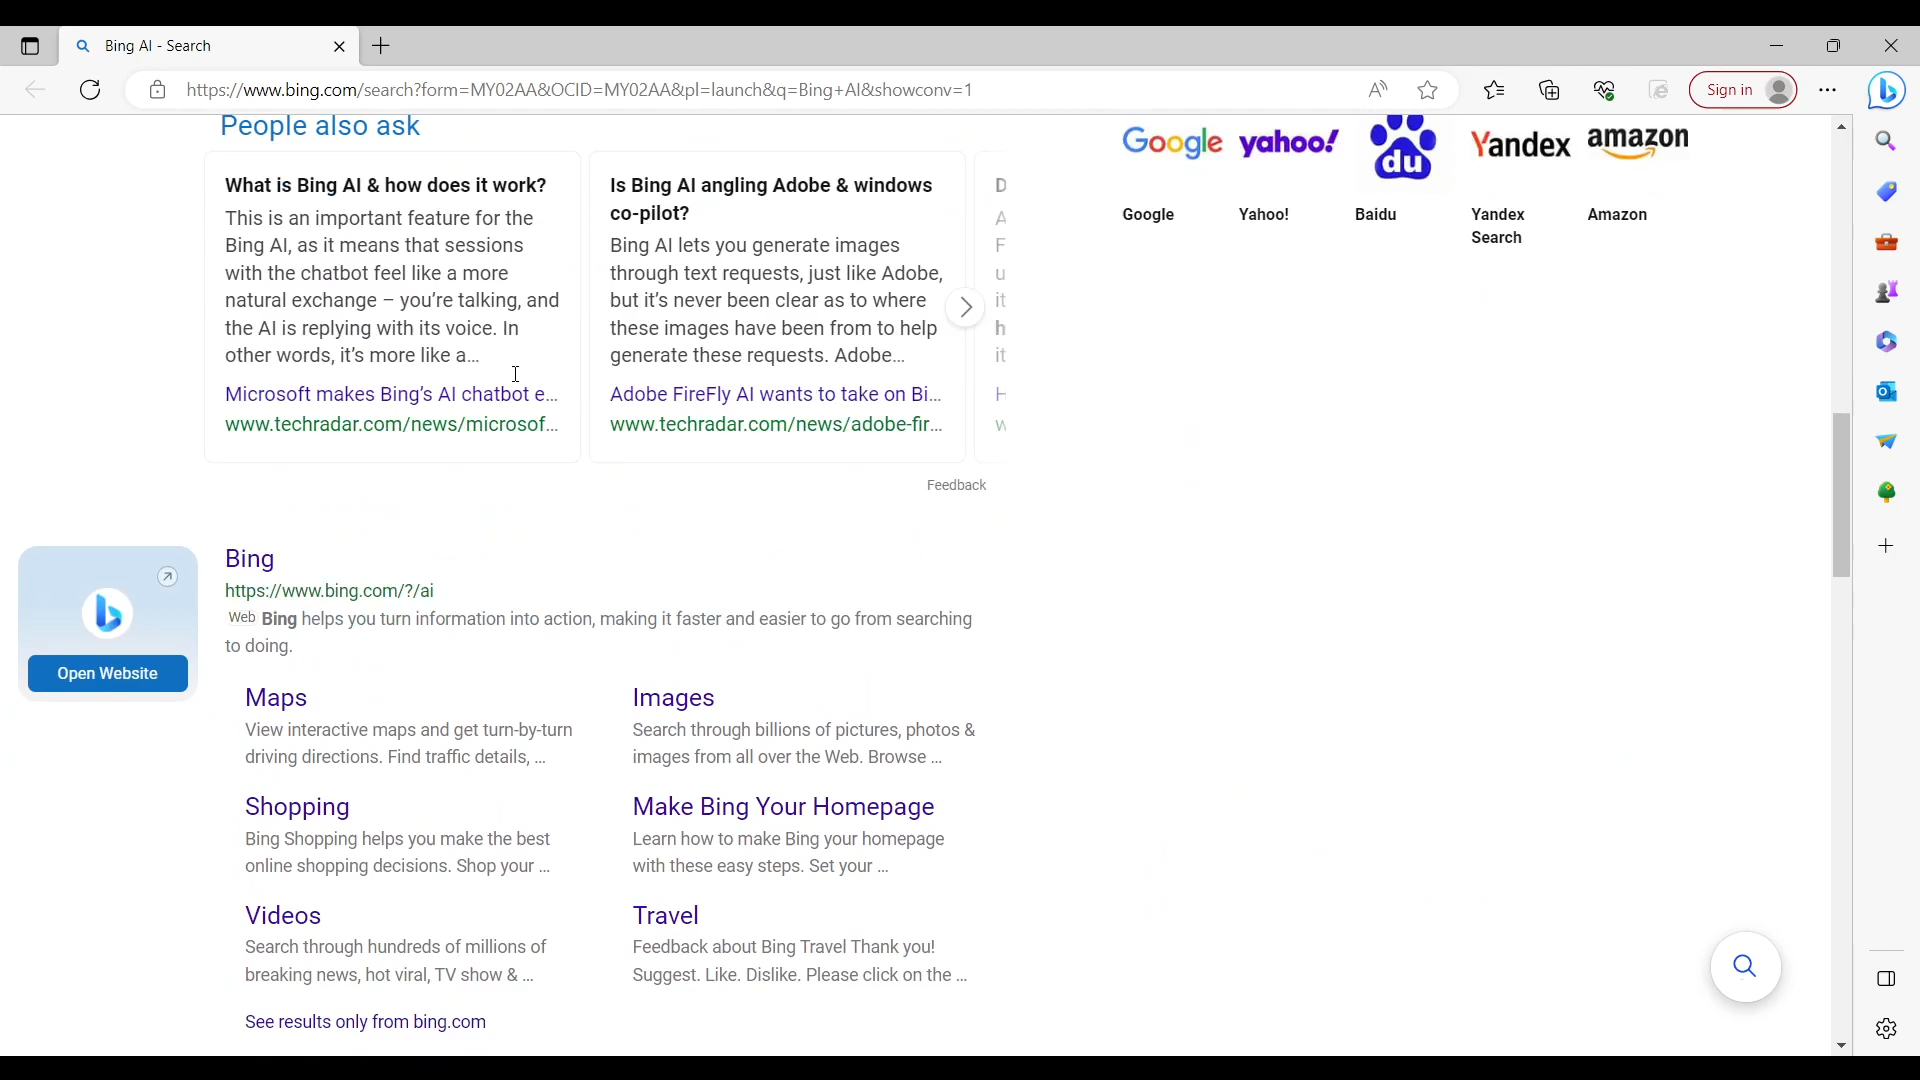 Bing AI - Search
https://www.bing.com/search?form=MY02AA&OCID=MY02AA&pl=launch&q=Bing+AI&showconv=1
Sign in
People also ask
What is Bing AI & how does it work?
This is an important feature for the
Bing AI, as it means that sessions
with the chatbot feel like a more
natural exchange – you're talking, and
the AI is replying with its voice. In
other words, it's more like a...
Microsoft makes Bing's AI chatbot e...
www.techradar.com/news/microsof...
Is Bing AI angling Adobe & windows
co-pilot?
Bing AI lets you generate images
through text requests, just like Adobe,
but it's never been clear as to where
these images have been from to help
generate these requests. Adobe...
Adobe FireFly AI wants to take on Bi...
www.techradar.com/news/adobe-fir...
D
A
F
u
it
h
it
H
w
Feedback
Google yahoo! du Yandex amazon
Google
Yahoo!
Baidu
Yandex
Search
Amazon
Open Website
Bing
https://www.bing.com/?/ai
Web Bing helps you turn information into action, making it faster and easier to go from searching
to doing.
Maps
View interactive maps and get turn-by-turn
driving directions. Find traffic details, ...
Images
Search through billions of pictures, photos &
images from all over the Web. Browse ...
Shopping
Bing Shopping helps you make the best
online shopping decisions. Shop your ...
Make Bing Your Homepage
Learn how to make Bing your homepage
with these easy steps. Set your ...
Videos
Search through hundreds of millions of
breaking news, hot viral, TV show & ...
Travel
Feedback about Bing Travel Thank you!
Suggest. Like. Dislike. Please click on the ...
See results only from bing.com